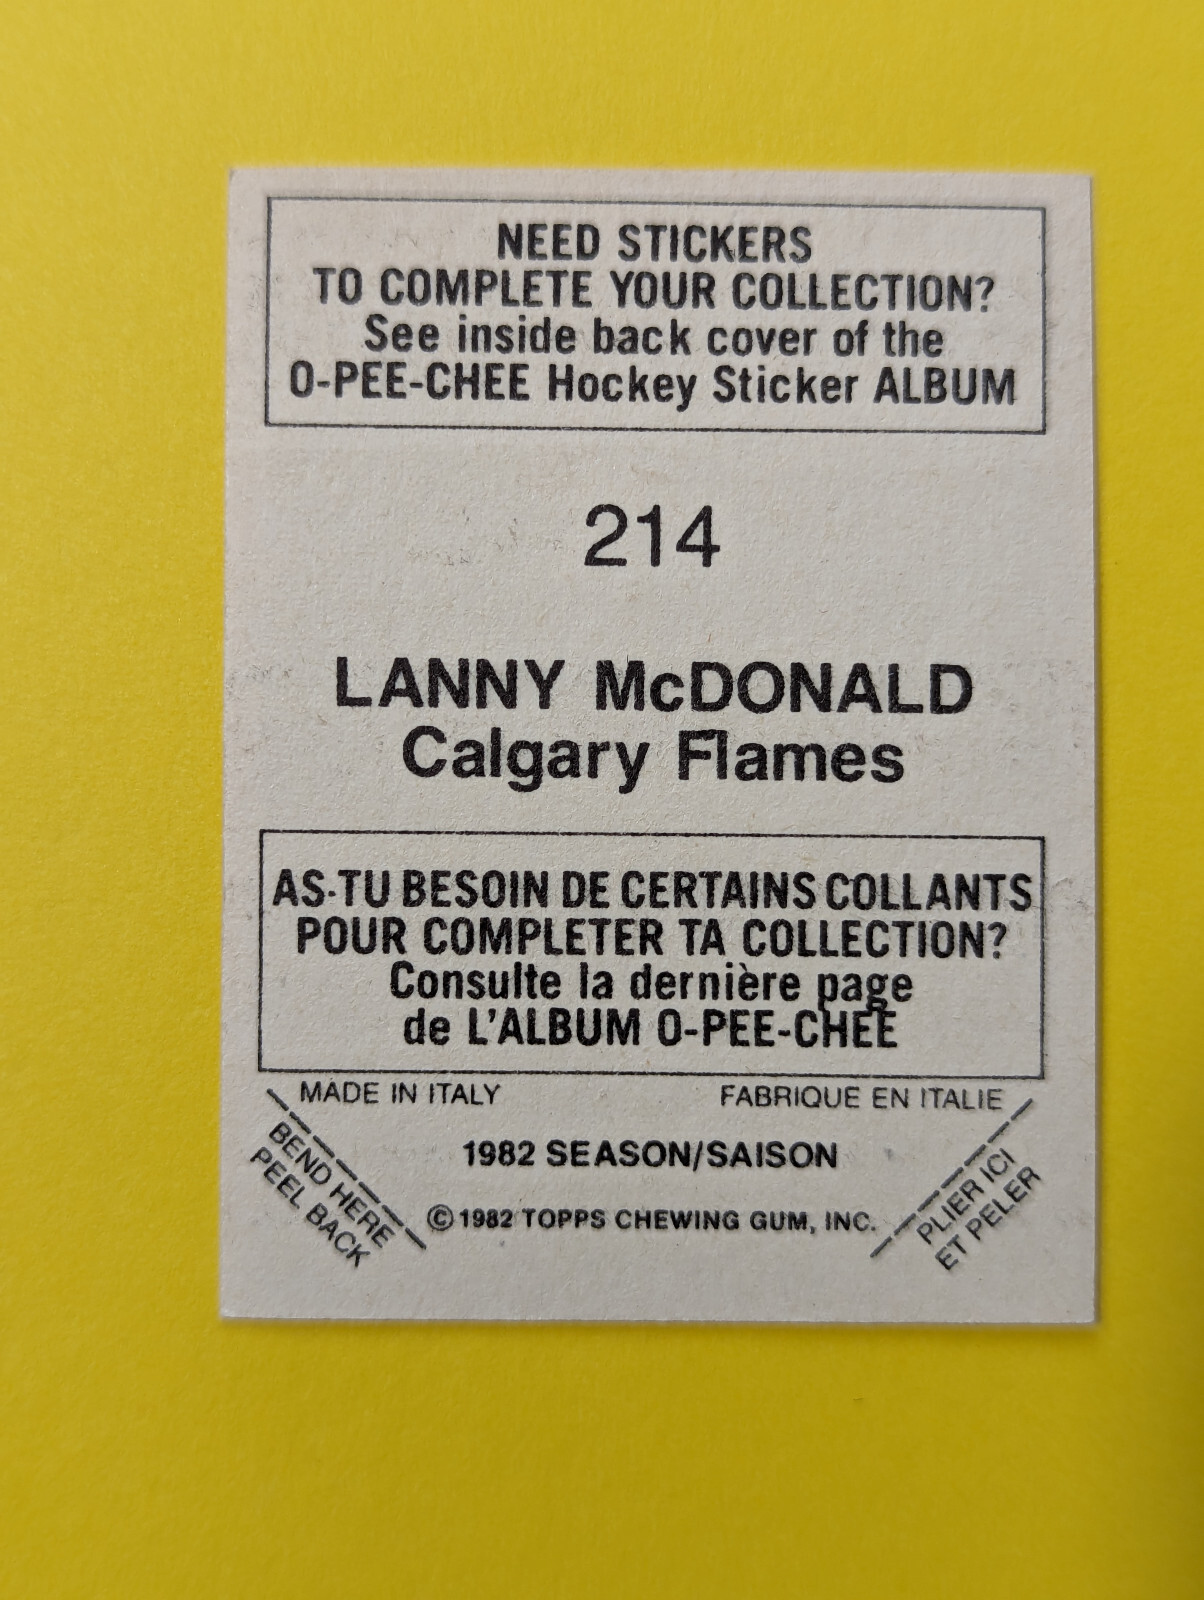 NEED STICKERS
TO COMPLETE YOUR COLLECTION?
See inside back cover of the
O-PEE-CHEE Hockey Sticker ALBUM
214
LANNY McDONALD
Calgary Flames
AS-TU BESOIN DE CERTAINS COLLANTS
POUR COMPLETER TA COLLECTION?
Consulte la dernière page
de L'ALBUM O-PEE-CHEE
MADE IN ITALY
FABRIQUE EN ITALIE
BEND HERE
PEEL BACK
1982 SEASON/SAISON
©1982 TOPPS CHEWING GUM, INC.
PLIER ICI
ET PELER